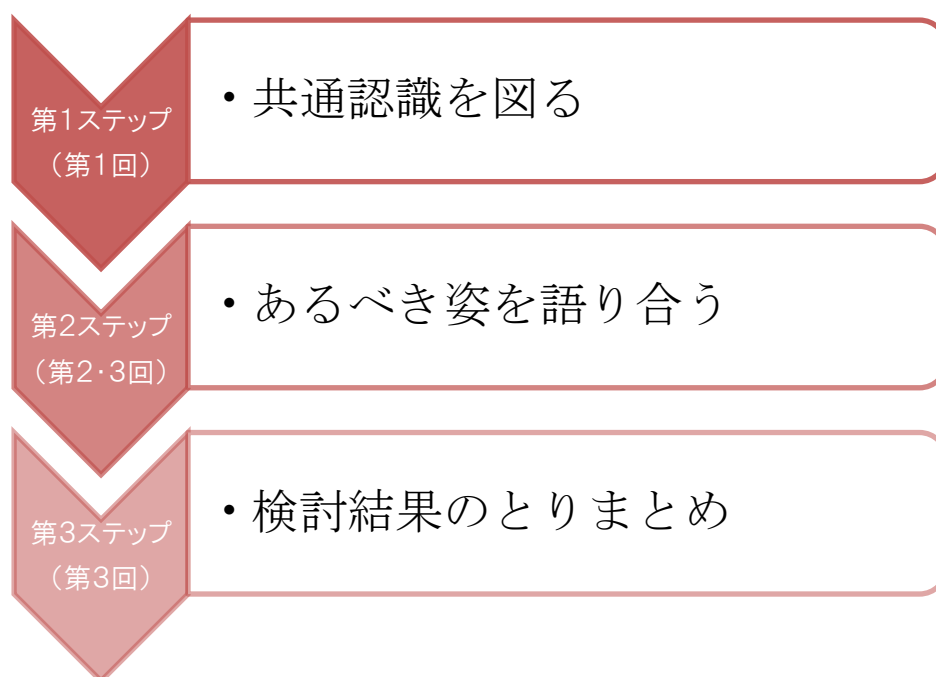 第1ステップ
（第1回）
・共通認識を図る
第2ステップ
（第2・3回）
・あるべき姿を語り合う
第3ステップ
（第3回）
・検討結果のとりまとめ